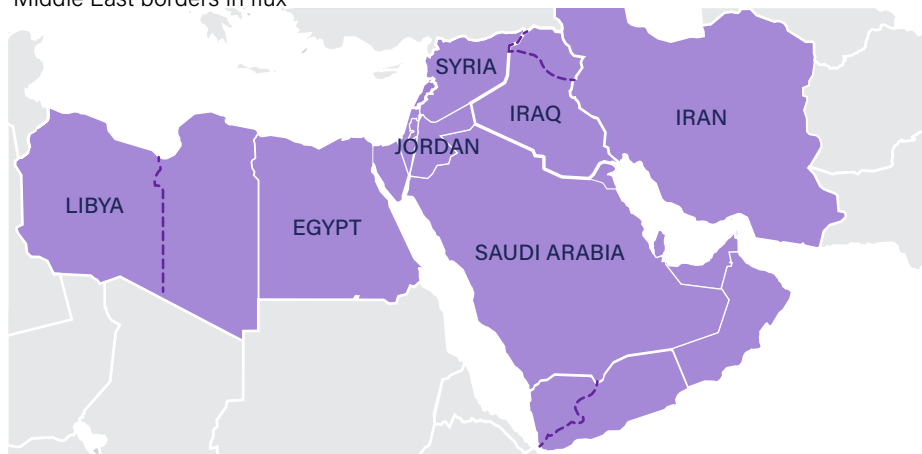 Middle East borders in flux
SYRIA
IRAQ
IRAN
JORDAN
LIBYA
EGYPT
SAUDI ARABIA